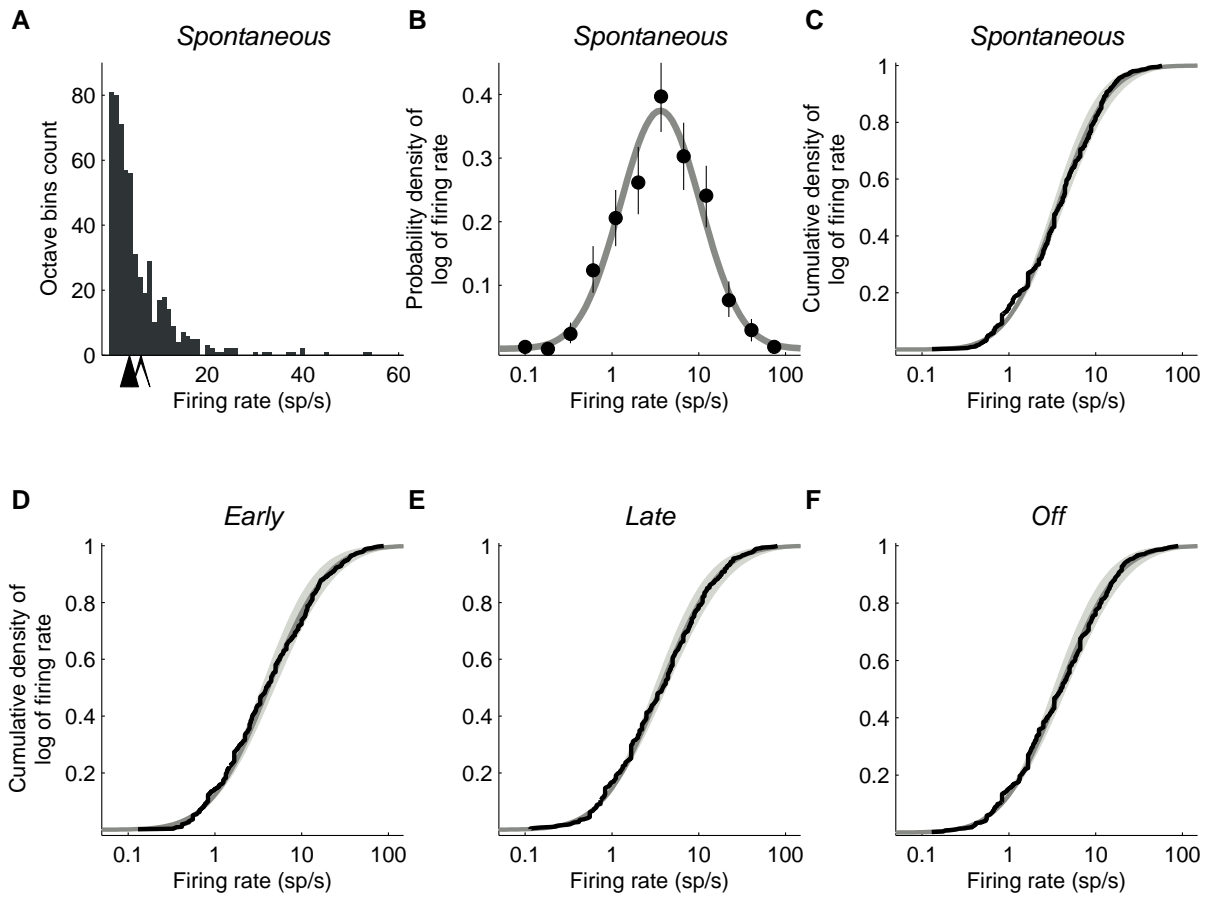 A
Spontaneous
80
60
40
20
0
20
40
60
Octave bins count
Firing rate (sp/s)
B
Spontaneous
0.4
0.3
0.2
0.1
0.1
1
10
100
Probability density of
log of firing rate
Firing rate (sp/s)
C
Spontaneous
1
0.8
0.6
0.4
0.2
0.1
1
10
100
Cumulative density of
log of firing rate
Firing rate (sp/s)
D
Early
1
0.8
0.6
0.4
0.2
0.1
1
10
100
Cumulative density of
log of firing rate
Firing rate (sp/s)
E
Late
1
0.8
0.6
0.4
0.2
0.1
1
10
100
Firing rate (sp/s)
F
Off
1
0.8
0.6
0.4
0.2
0.1
1
10
100
Firing rate (sp/s)